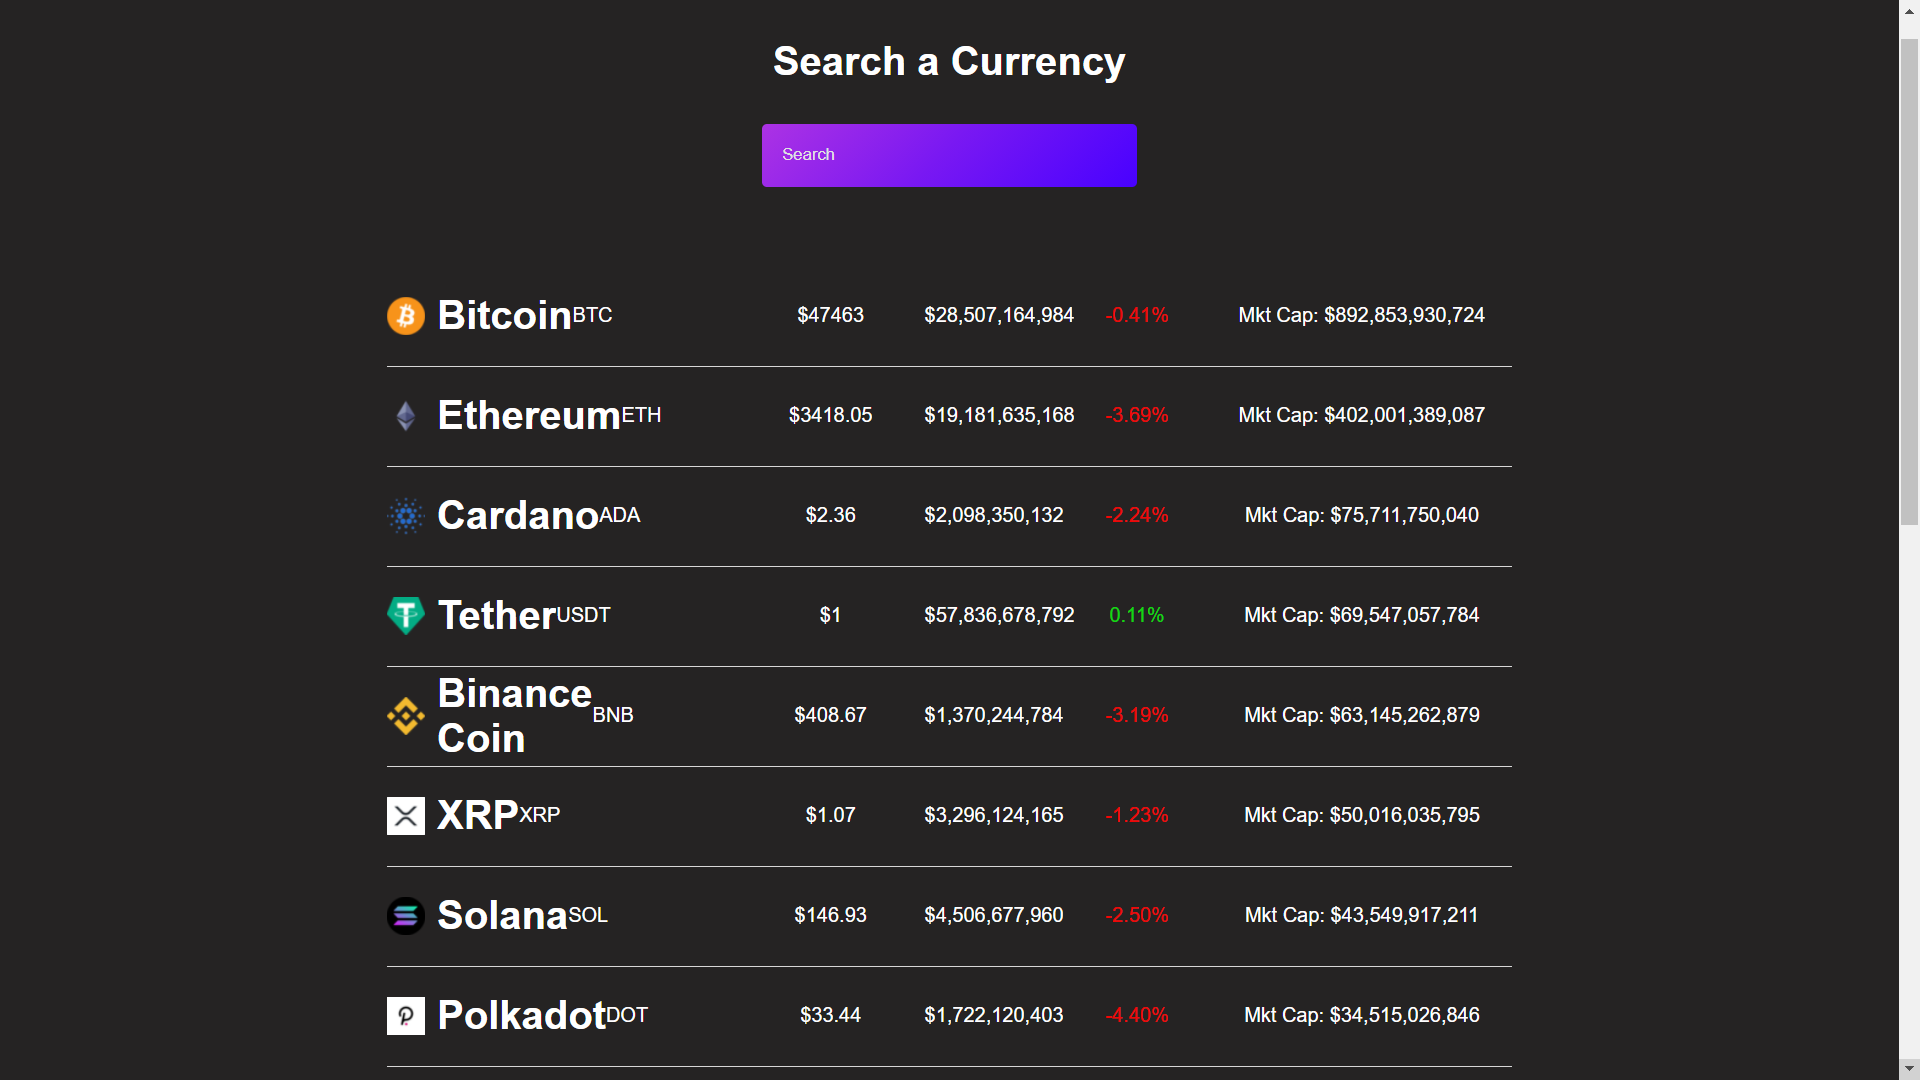 Search a Currency
Search
Bitcoin BTC $47463 $28,507,164,984 -0.41% Mkt Cap: $892,853,930,724
Ethereum ETH $3418.05 $19,181,635,168 -3.69% Mkt Cap: $402,001,389,087
Cardano ADA $2.36 $2,098,350,132 -2.24% Mkt Cap: $75,711,750,040
Tether USDT $1 $57,836,678,792 0.11% Mkt Cap: $69,547,057,784
Binance
Coin BNB $408.67 $1,370,244,784 -3.19% Mkt Cap: $63,145,262,879
XRP XRP $1.07 $3,296,124,165 -1.23% Mkt Cap: $50,016,035,795
Solana SOL $146.93 $4,506,677,960 -2.50% Mkt Cap: $43,549,917,211
Polkadot DOT $33.44 $1,722,120,403 -4.40% Mkt Cap: $34,515,026,846